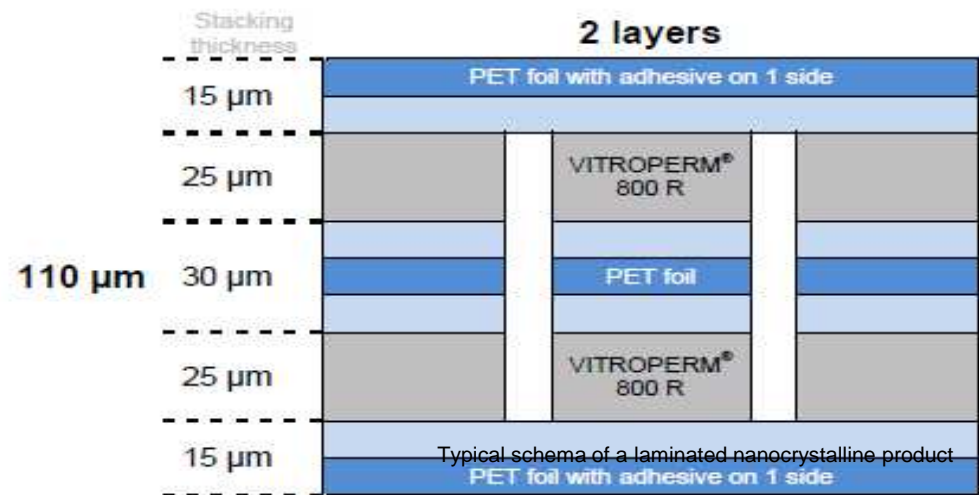 Stacking
thickness
2 layers
PET foil with adhesive on 1 side
15 µm
25 µm
VITROPERM®
800 R
110 µm
30 µm
PET foil
25 µm
VITROPERM®
800 R
15 µm
Typical schema of a laminated nanocrystalline product
PET foil with adhesive on 1 side